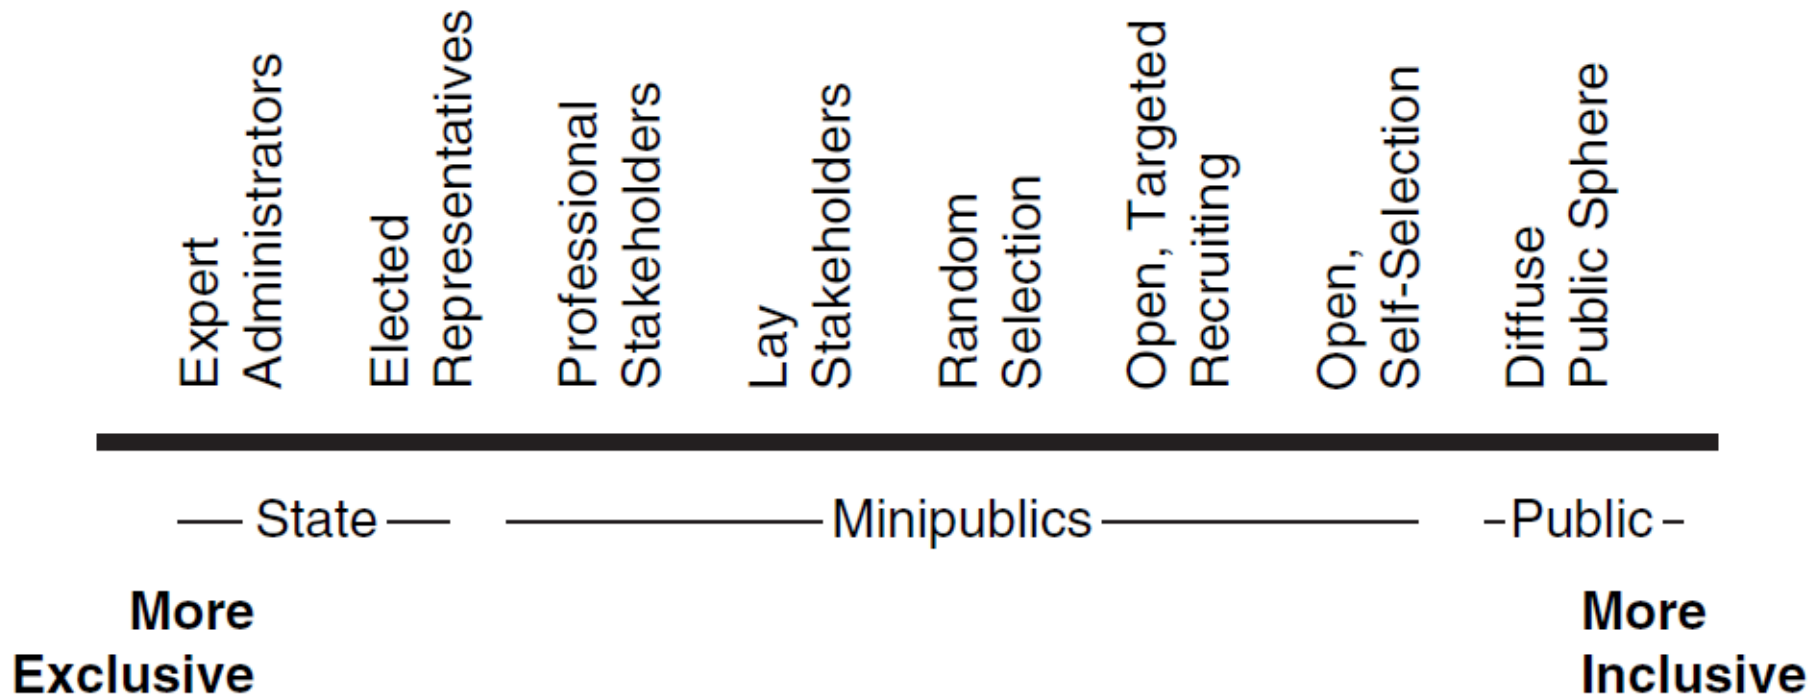 Expert
Administrators
Elected
Representatives
Professional
Stakeholders
Lay
Stakeholders
Random
Selection
Open, Targeted
Recruiting
Open,
Self-Selection
Diffuse
Public Sphere
State
Minipublics
Public
More
Exclusive
More
Inclusive